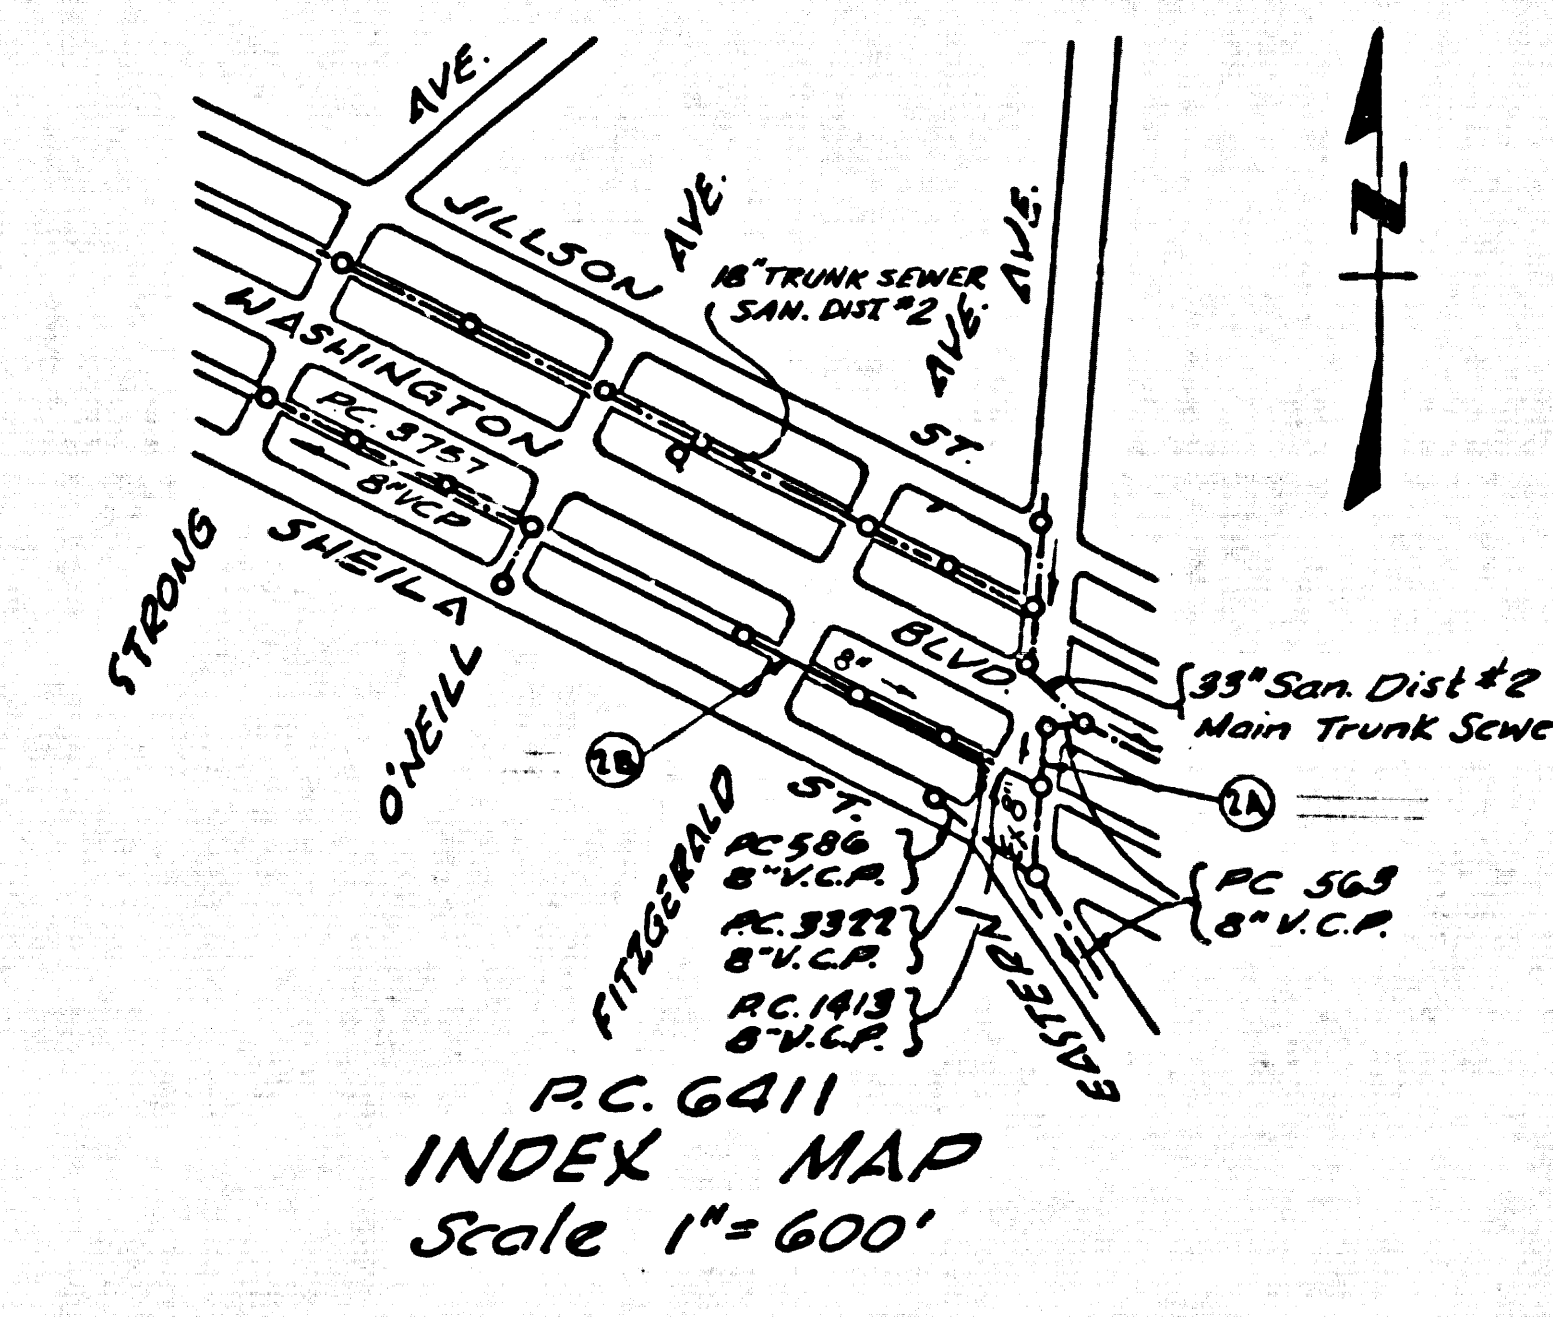 AVE.
JILLSON
AVE.
AVE.
N
18" TRUNK SEWER
SAN. DIST #2
AVE.
WASHINGTON
P.C. 3757
8" VCP
ST.
STRONG
SHEILA
O'NEILL
BLVD.
8"
33" San. Dist #2
Main Trunk Sewe
2B
FITZGERALD
ST.
2A
Ex 8"
PC 586
8" V.C.P.
PC 563
8" V.C.P.
P.C. 3322
8" V.C.P.
EASTERN
P.C. 1413
8" V.C.P.
P.C. 6411
INDEX MAP
Scale 1" = 600'